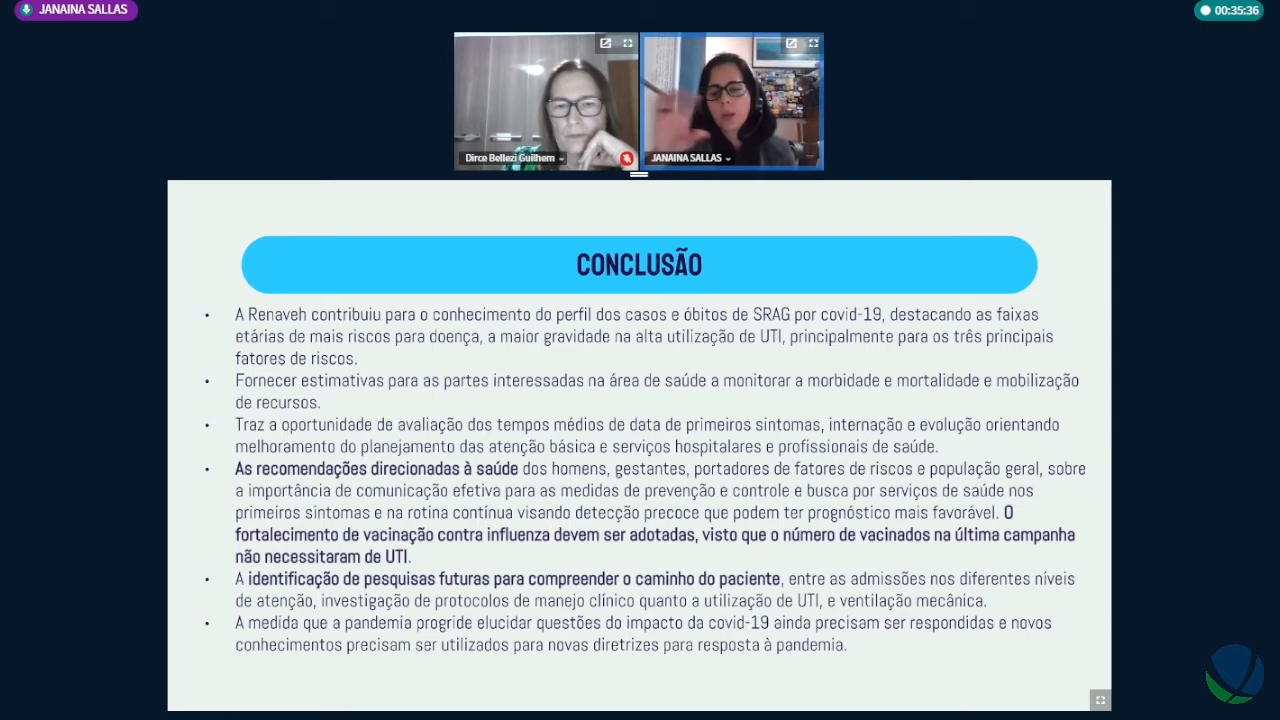 JANAINA SALLAS
00:35:36
Dirce Bellezi Guilhem
JANAINA SALLAS
CONCLUSÃO
• A Renaveh contribuiu para o conhecimento do perfil dos casos e óbitos de SRAG por covid-19, destacando as faixas
etárias de mais riscos para doença, a maior gravidade na alta utilização de UTI, principalmente para os três principais
fatores de riscos.
• Fornecer estimativas para as partes interessadas na área de saúde a monitorar a morbidade e mortalidade e mobilização
de recursos.
• Traz a oportunidade de avaliação dos tempos médios de data de primeiros sintomas, internação e evolução orientando
melhoramento do planejamento das atenção básica e serviços hospitalares e profissionais de saúde.
• As recomendações direcionadas à saúde dos homens, gestantes, portadores de fatores de riscos e população geral, sobre
a importância de comunicação efetiva para as medidas de prevenção e controle e busca por serviços de saúde nos
primeiros sintomas e na rotina contínua visando detecção precoce que podem ter prognóstico mais favorável. O
fortalecimento de vacinação contra influenza devem ser adotadas, visto que o número de vacinados na última campanha
não necessitaram de UTI.
• A identificação de pesquisas futuras para compreender o caminho do paciente, entre as admissões nos diferentes níveis
de atenção, investigação de protocolos de manejo clínico quanto a utilização de UTI, e ventilação mecânica.
• A medida que a pandemia progride elucidar questões do impacto da covid-19 ainda precisam ser respondidas e novos
conhecimentos precisam ser utilizados para novas diretrizes para resposta à pandemia.